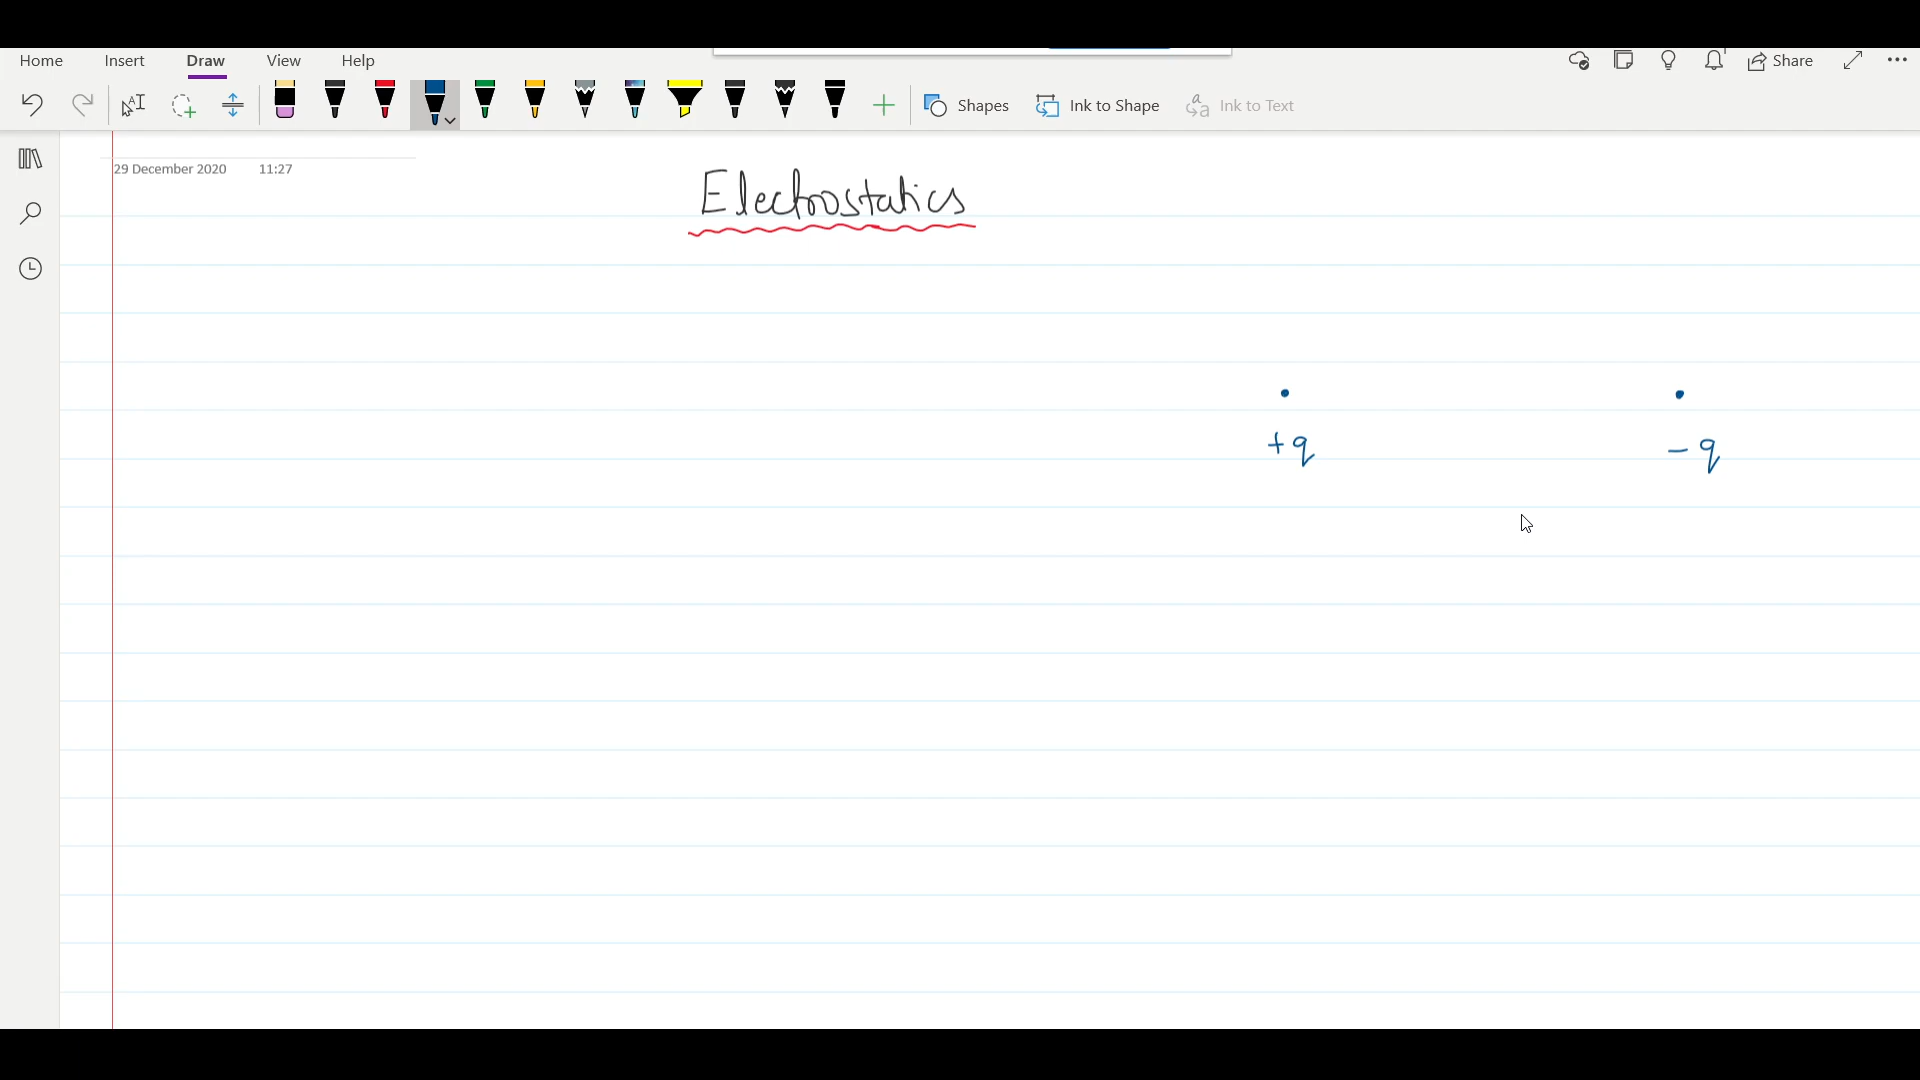 Home Insert Draw View Help Share
Shapes Ink to Shape Ink to Text
29 December 2020 11:27
Electrostatics
+q -q